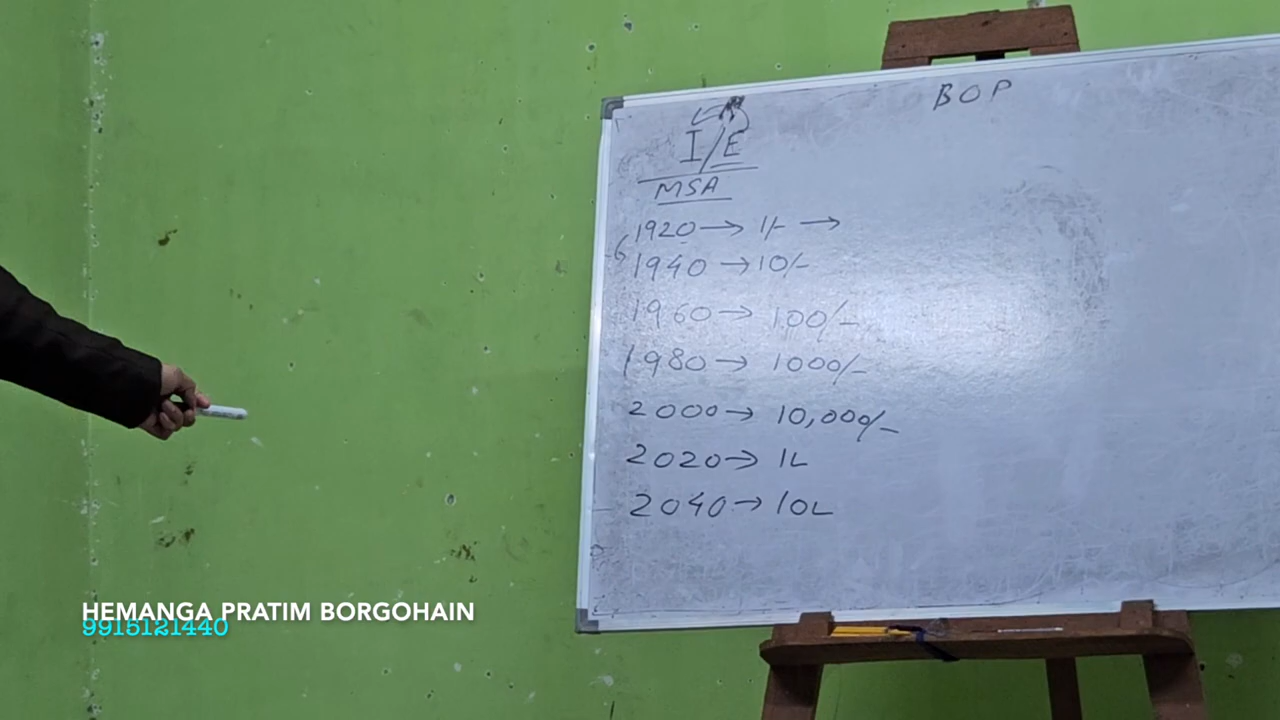 BOP
I/E
MSA
1920 → 1/- →
1940 → 10/-
1960 → 100/-
1980 → 1000/-
2000 → 10,000/-
2020 → 1L
2040 → 10L
HEMANGA PRATIM BORGOHAIN
9915121440